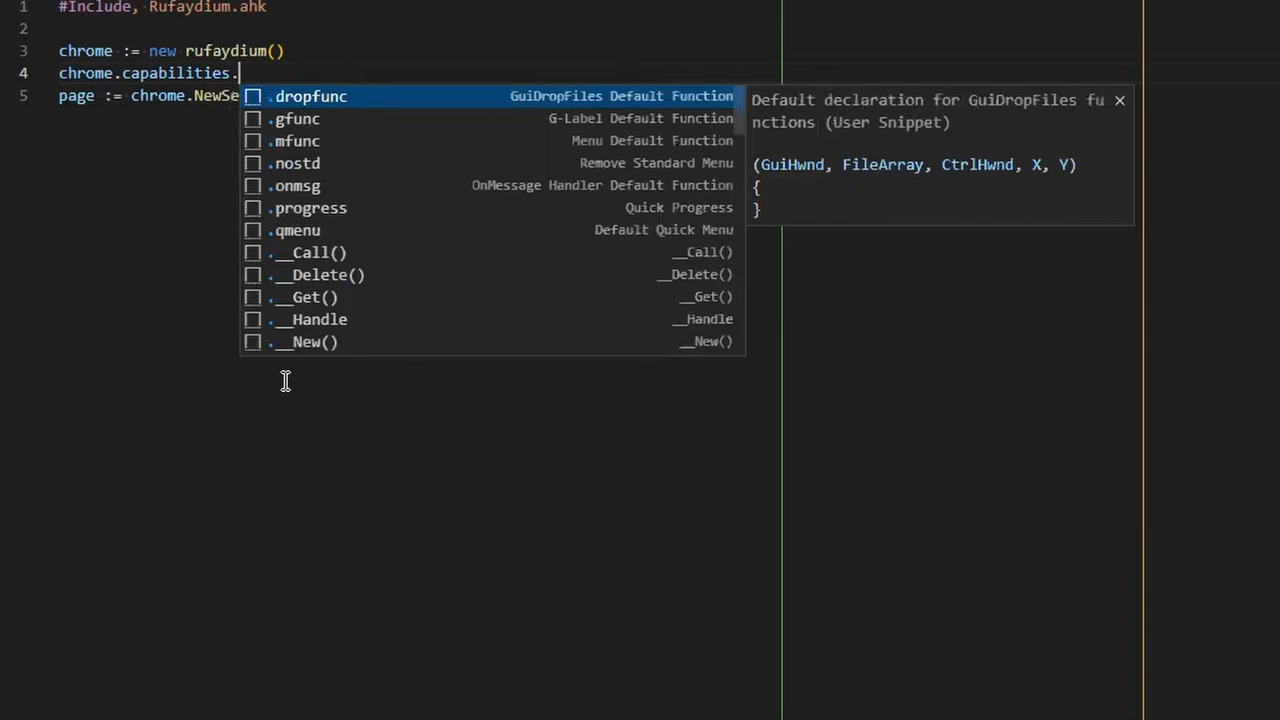 1 #Include, Rufaydium.ahk
2
3 chrome := new rufaydium()
4 chrome.capabilities.
5 page := chrome.NewSe
.dropfunc GuiDropFiles Default Function
.gfunc G-Label Default Function
.mfunc Menu Default Function
.nostd Remove Standard Menu
.onmsg OnMessage Handler Default Function
.progress Quick Progress
.qmenu Default Quick Menu
.__Call() __Call()
.__Delete() __Delete()
.__Get() __Get()
.__Handle __Handle
.__New() __New()
Default declaration for GuiDropFiles fu
nctions (User Snippet)
(GuiHwnd, FileArray, CtrlHwnd, X, Y)
{
}